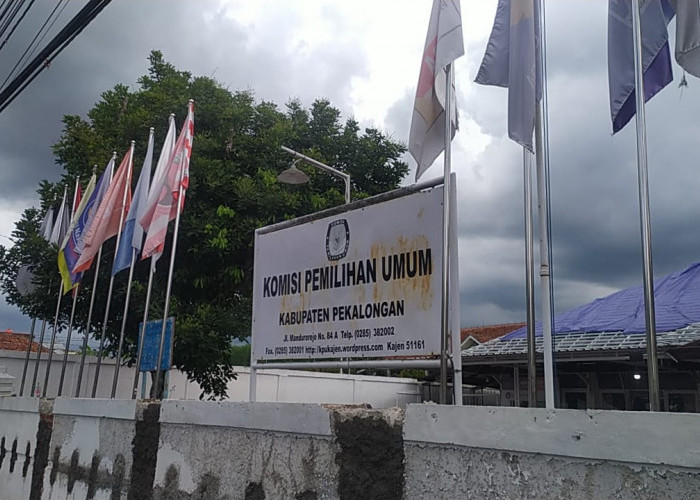 KOMISI PEMILIHAN UMUM
KABUPATEN PEKALONGAN
Jl. Mandurorejo No. 84 A Telp. (0285) 382002
Fax. (0285) 382001 http://kpukajen.wordpress.com Kajen 51161